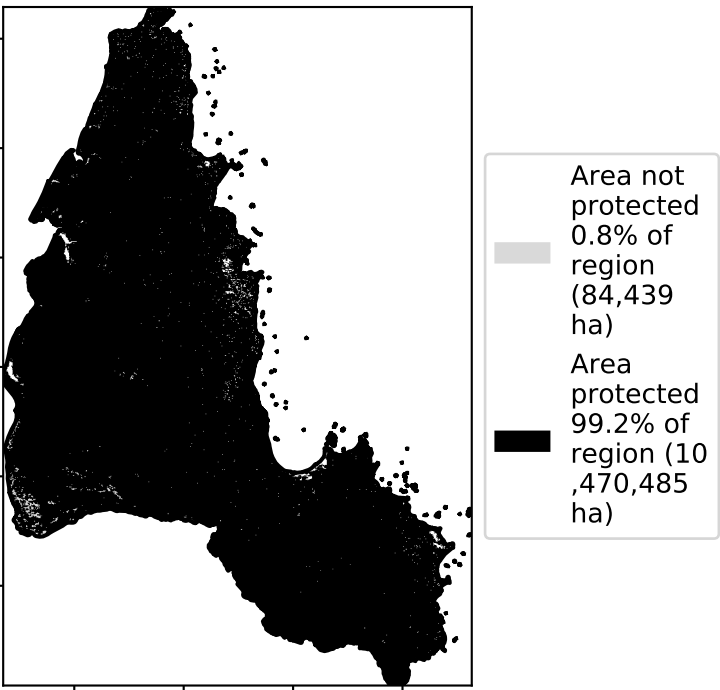 Area not
protected
0.8% of
region
(84,439
ha)
Area
protected
99.2% of
region (10
,470,485
ha)